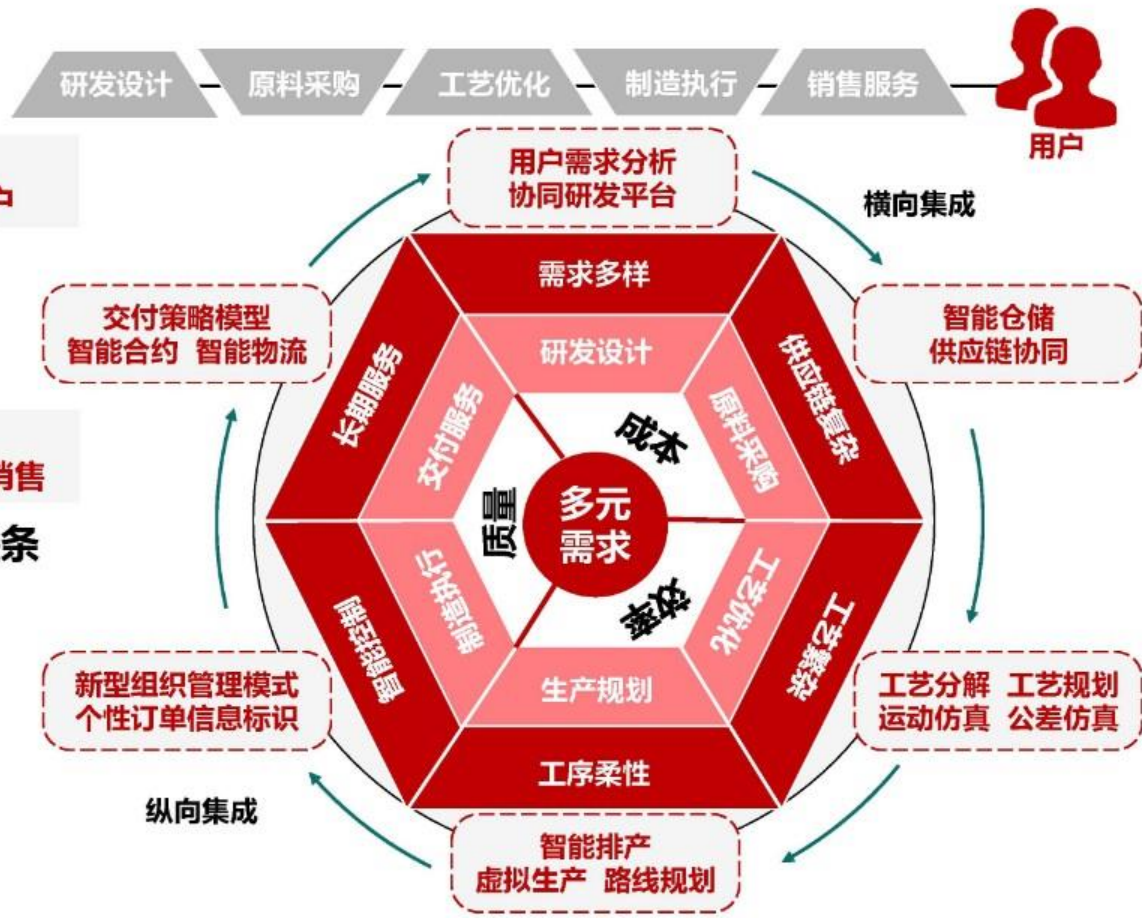 研发设计
原料采购
工艺优化
制造执行
销售服务
用户
用户需求分析
协同研发平台
横向集成
户
需求多样
交付策略模型
智能合约 智能物流
智能仓储
供应链协同
研发设计
长期服务
供应链复杂
交付服务
原料采购
成本
销售
条
质量
多元
需求
效率
制造执行
工艺优化
智能控制
工艺繁杂
生产规划
新型组织管理模式
个性订单信息标识
工艺分解 工艺规划
运动仿真 公差仿真
工序柔性
纵向集成
智能排产
虚拟生产 路线规划